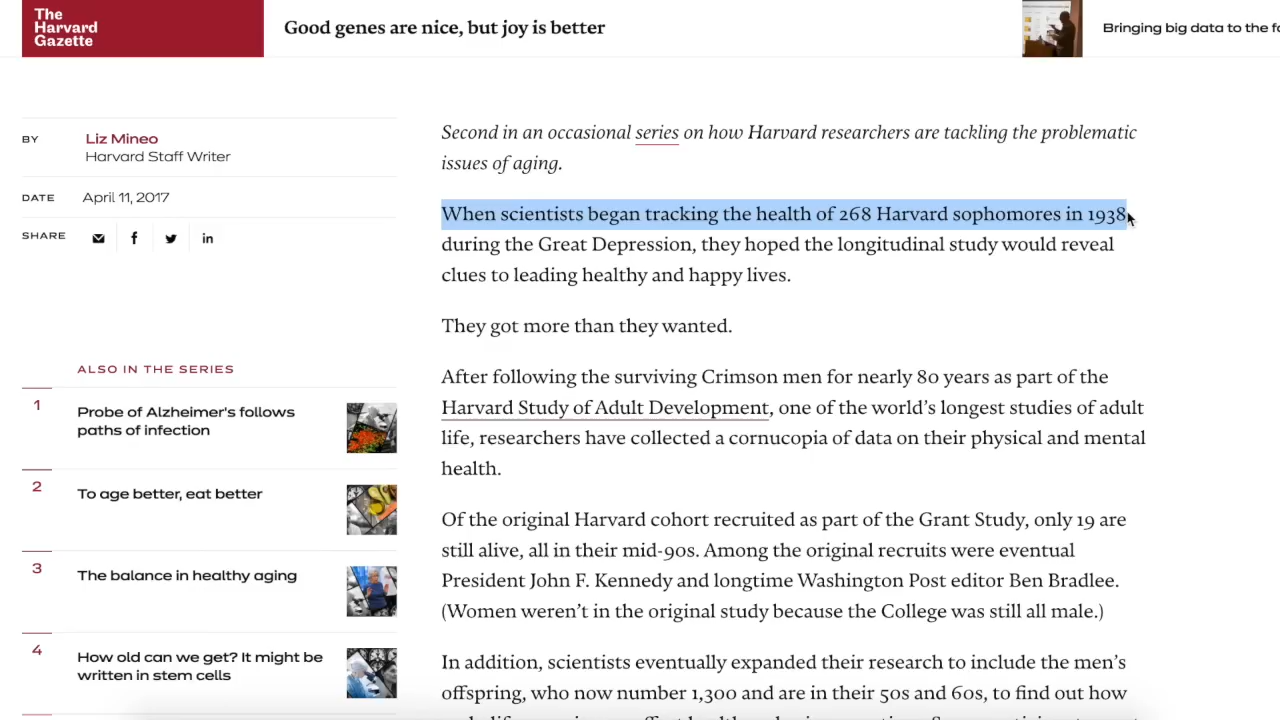 The
Harvard
Gazette
Good genes are nice, but joy is better
Bringing big data to the
BY
Liz Mineo
Harvard Staff Writer
DATE
April 11, 2017
SHARE
ALSO IN THE SERIES
1
Probe of Alzheimer's follows
paths of infection
2
To age better, eat better
3
The balance in healthy aging
4
How old can we get? It might be
written in stem cells
Second in an occasional series on how Harvard researchers are tackling the problematic
issues of aging.
When scientists began tracking the health of 268 Harvard sophomores in 1938
during the Great Depression, they hoped the longitudinal study would reveal
clues to leading healthy and happy lives.
They got more than they wanted.
After following the surviving Crimson men for nearly 80 years as part of the
Harvard Study of Adult Development, one of the world’s longest studies of adult
life, researchers have collected a cornucopia of data on their physical and mental
health.
Of the original Harvard cohort recruited as part of the Grant Study, only 19 are
still alive, all in their mid-90s. Among the original recruits were eventual
President John F. Kennedy and longtime Washington Post editor Ben Bradlee.
(Women weren’t in the original study because the College was still all male.)
In addition, scientists eventually expanded their research to include the men’s
offspring, who now number 1,300 and are in their 50s and 60s, to find out how